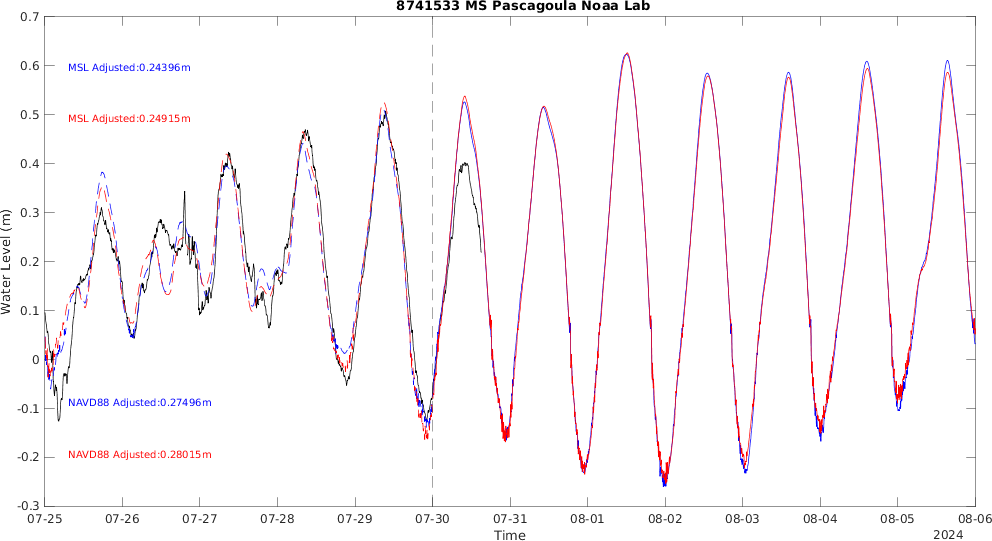 8741533 MS Pascagoula Noaa Lab
0.7
0.6
0.5
0.4
0.3
0.2
0.1
0
-0.1
-0.2
-0.3
Water Level (m)
MSL Adjusted:0.24396m
MSL Adjusted:0.24915m
NAVD88 Adjusted:0.27496m
NAVD88 Adjusted:0.28015m
07-25 07-26 07-27 07-28 07-29 07-30 07-31 08-01 08-02 08-03 08-04 08-05 08-06
Time
2024